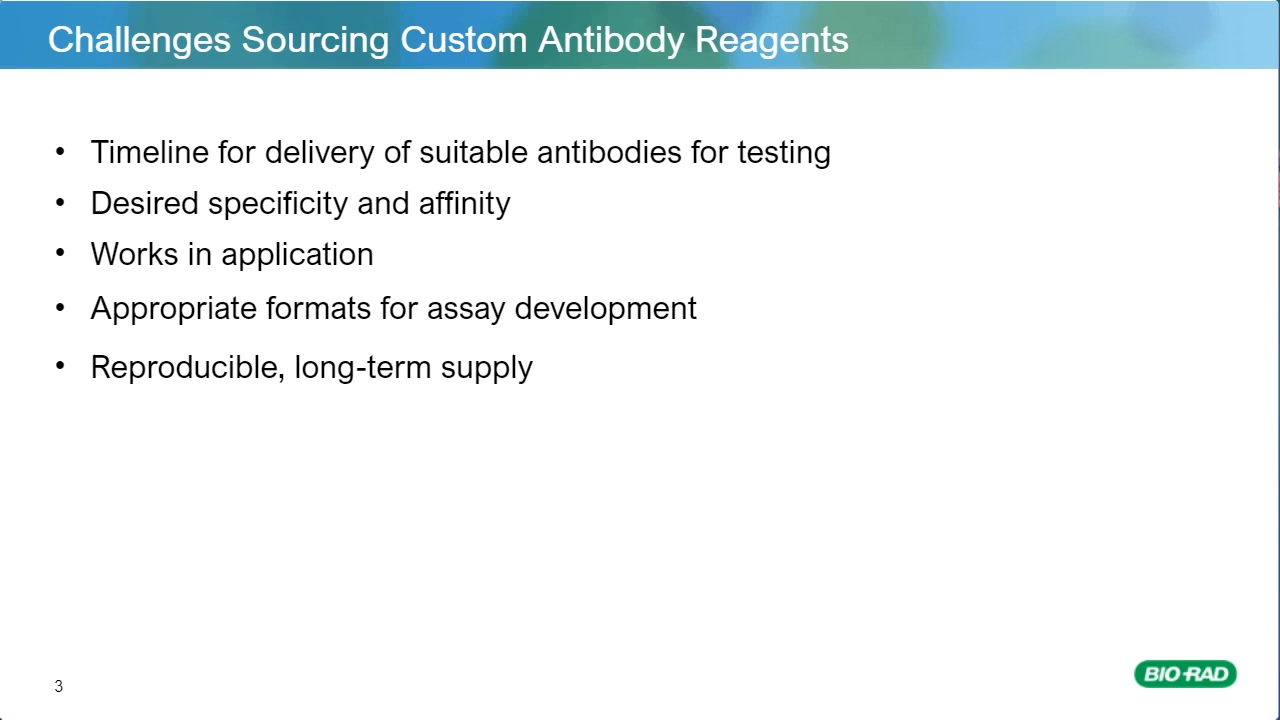 Challenges Sourcing Custom Antibody Reagents
• Timeline for delivery of suitable antibodies for testing
• Desired specificity and affinity
• Works in application
• Appropriate formats for assay development
• Reproducible, long-term supply
3
BIO-RAD